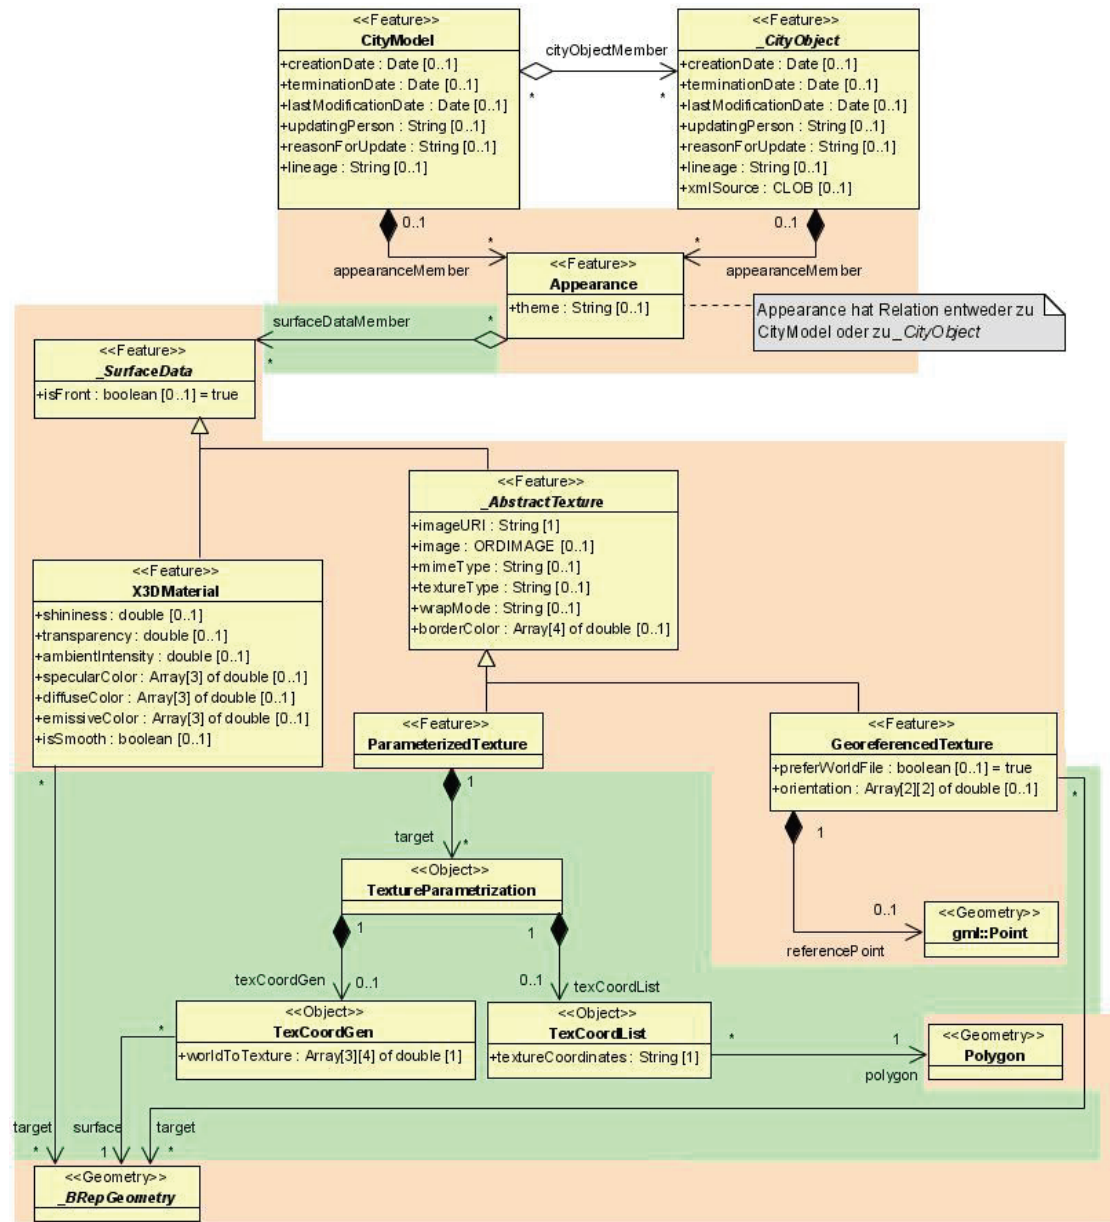 <<Feature>>
CityModel
+creationDate : Date [0..1]
+terminationDate : Date [0..1]
+lastModificationDate : Date [0..1]
+updatingPerson : String [0..1]
+reasonForUpdate : String [0..1]
+lineage : String [0..1]
cityObjectMember
*
*
<<Feature>>
_CityObject
+creationDate : Date [0..1]
+terminationDate : Date [0..1]
+lastModificationDate : Date [0..1]
+updatingPerson : String [0..1]
+reasonForUpdate : String [0..1]
+lineage : String [0..1]
+xmlSource : CLOB [0..1]
0..1
*
appearanceMember
0..1
*
appearanceMember
<<Feature>>
Appearance
+theme : String [0..1]
Appearance hat Relation entweder zu
CityModel oder zu _CityObject
surfaceDataMember
*
*
<<Feature>>
_SurfaceData
+isFront : boolean [0..1] = true
<<Feature>>
_AbstractTexture
+imageURI : String [1]
+image : ORDIMAGE [0..1]
+mimeType : String [0..1]
+textureType : String [0..1]
+wrapMode : String [0..1]
+borderColor : Array[4] of double [0..1]
<<Feature>>
X3DMaterial
+shininess : double [0..1]
+transparency : double [0..1]
+ambientIntensity : double [0..1]
+specularColor : Array[3] of double [0..1]
+diffuseColor : Array[3] of double [0..1]
+emissiveColor : Array[3] of double [0..1]
+isSmooth : boolean [0..1]
<<Feature>>
ParameterizedTexture
<<Feature>>
GeoreferencedTexture
+preferWorldFile : boolean [0..1] = true
+orientation : Array[2][2] of double [0..1]
*
1
*
1
target
*
<<Object>>
TextureParametrization
0..1
referencePoint
<<Geometry>>
gml::Point
1
1
texCoordGen
0..1
0..1
texCoordList
<<Object>>
TexCoordGen
+worldToTexture : Array[3][4] of double [1]
<<Object>>
TexCoordList
+textureCoordinates : String [1]
*
*
1
polygon
<<Geometry>>
Polygon
target
surface
target
*
1
*
<<Geometry>>
_BRepGeometry